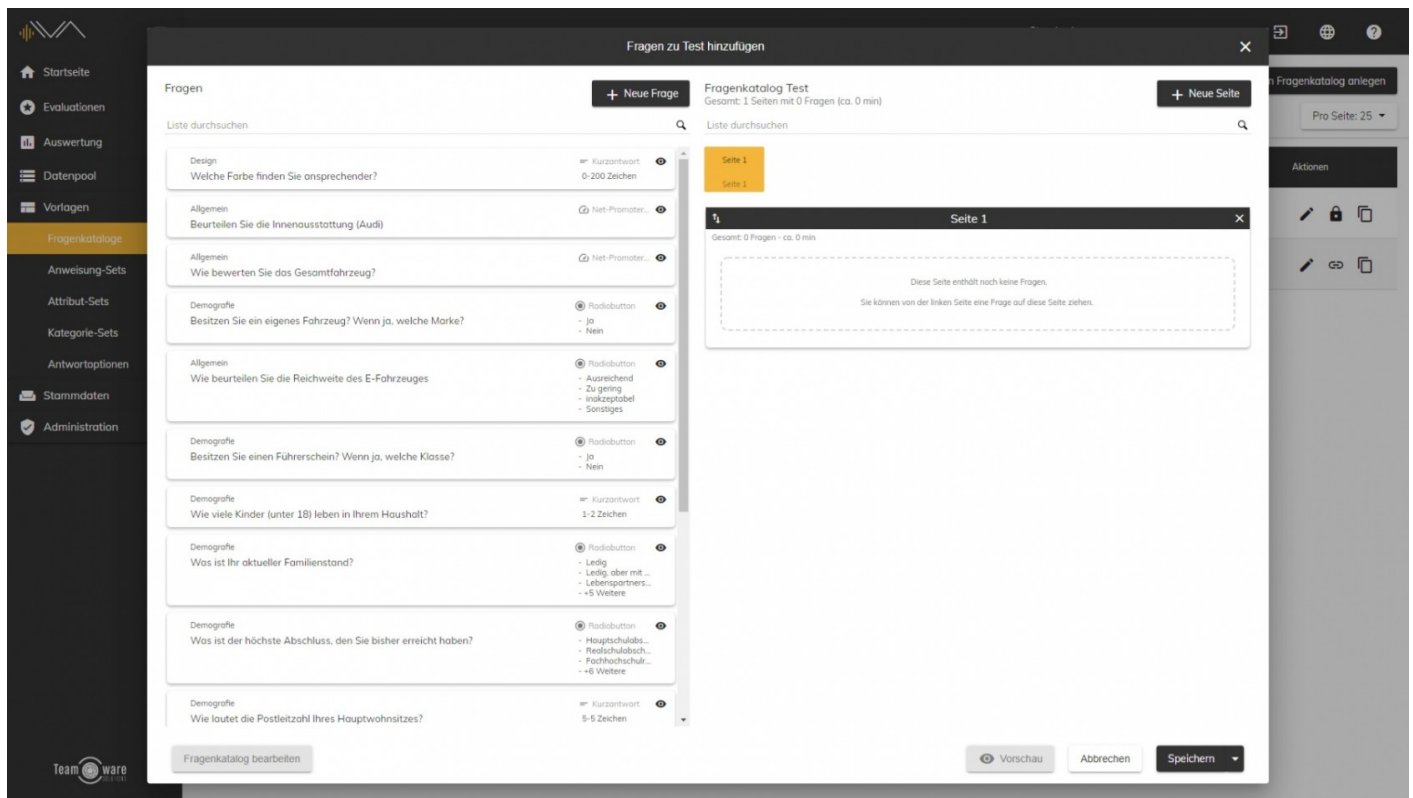 Fragen zu Test hinzufügen
Startseite
Evaluationen
Auswertung
Datenpool
Vorlagen
Fragenkataloge
Anweisung-Sets
Attribut-Sets
Kategorie-Sets
Antwortoptionen
Stammdaten
Administration
Team ware
Fragen
+ Neue Frage
Liste durchsuchen
Design
Kurzantwort
Welche Farbe finden Sie ansprechender?
0-200 Zeichen
Allgemein
Net-Promoter...
Beurteilen Sie die Innenausstattung (Audi)
Allgemein
Net-Promoter...
Wie bewerten Sie das Gesamtfahrzeug?
Demografie
Radiobutton
Besitzen Sie ein eigenes Fahrzeug? Wenn ja, welche Marke?
- Ja
- Nein
Allgemein
Radiobutton
Wie beurteilen Sie die Reichweite des E-Fahrzeuges
- Ausreichend
- Zu gering
- inakzeptabel
- Sonstiges
Demografie
Radiobutton
Besitzen Sie einen Führerschein? Wenn ja, welche Klasse?
- Ja
- Nein
Demografie
Kurzantwort
Wie viele Kinder (unter 18) leben in Ihrem Haushalt?
1-2 Zeichen
Demografie
Radiobutton
Was ist Ihr aktueller Familienstand?
- Ledig
- Ledig, aber mit ...
- Lebenspartners...
- +5 Weitere
Demografie
Radiobutton
Was ist der höchste Abschluss, den Sie bisher erreicht haben?
- Hauptschulabs...
- Realschulabsch...
- Fachhochschulr...
- +6 Weitere
Demografie
Kurzantwort
Wie lautet die Postleitzahl Ihres Hauptwohnsitzes?
5-5 Zeichen
Fragenkatalog bearbeiten
Fragenkatalog Test
Gesamt: 1 Seiten mit 0 Fragen (ca. 0 min)
+ Neue Seite
Liste durchsuchen
Seite 1
Seite 1
Seite 1
Gesamt: 0 Fragen - ca. 0 min
Diese Seite enthält noch keine Fragen.
Sie können von der linken Seite eine Frage auf diese Seite ziehen.
Vorschau
Abbrechen
Speichern
n Fragenkatalog anlegen
Pro Seite: 25
Aktionen